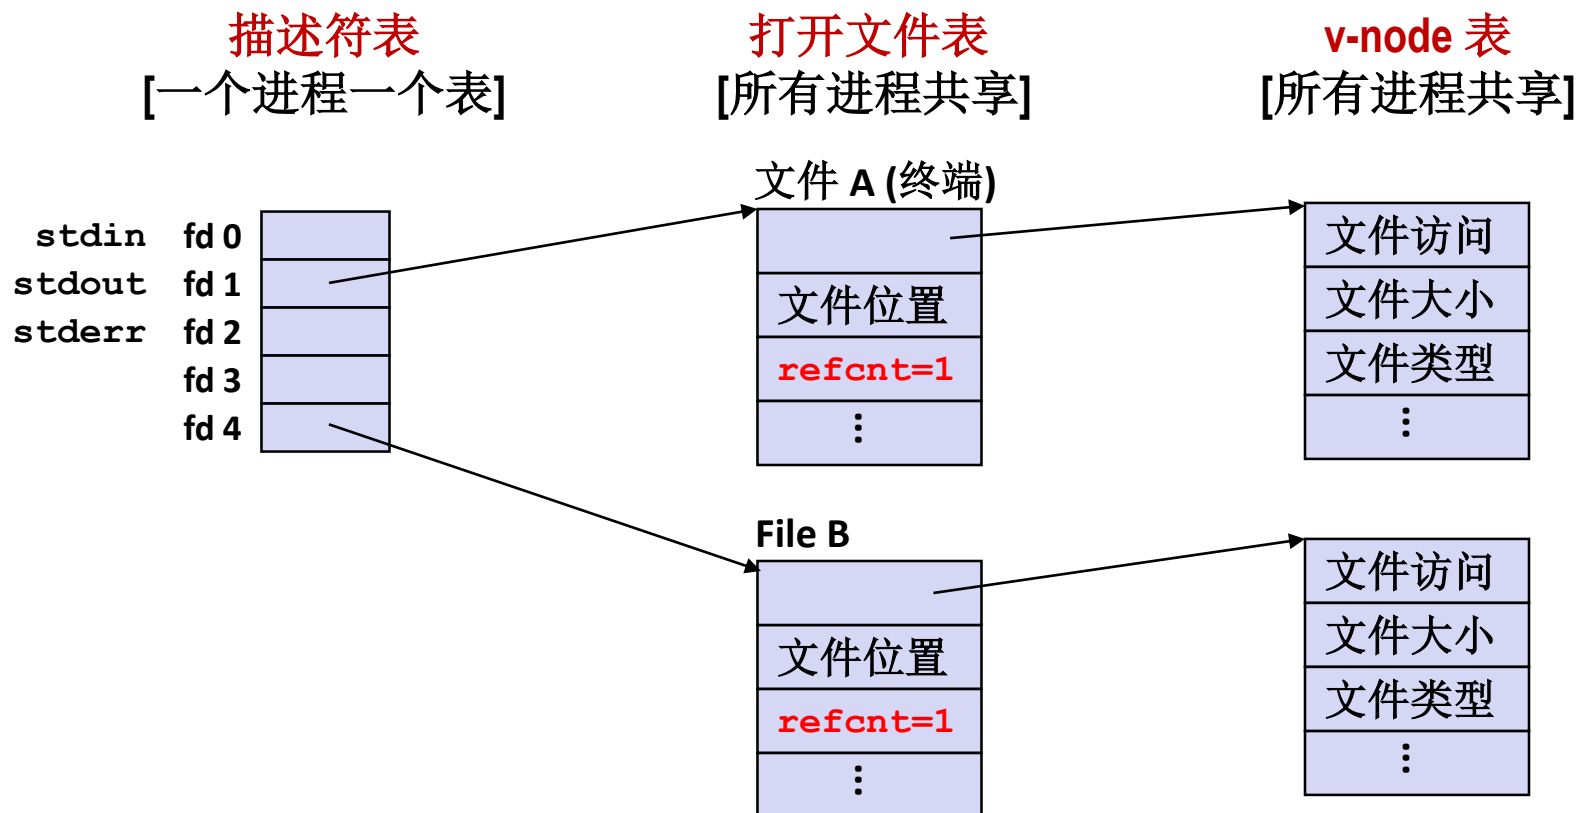 描述符表
[一个进程一个表]
打开文件表
[所有进程共享]
v-node 表
[所有进程共享]
stdin fd 0
stdout fd 1
stderr fd 2
fd 3
fd 4
文件 A (终端)
文件位置
refcnt=1
...
文件访问
文件大小
文件类型
...
File B
文件位置
refcnt=1
...
文件访问
文件大小
文件类型
...